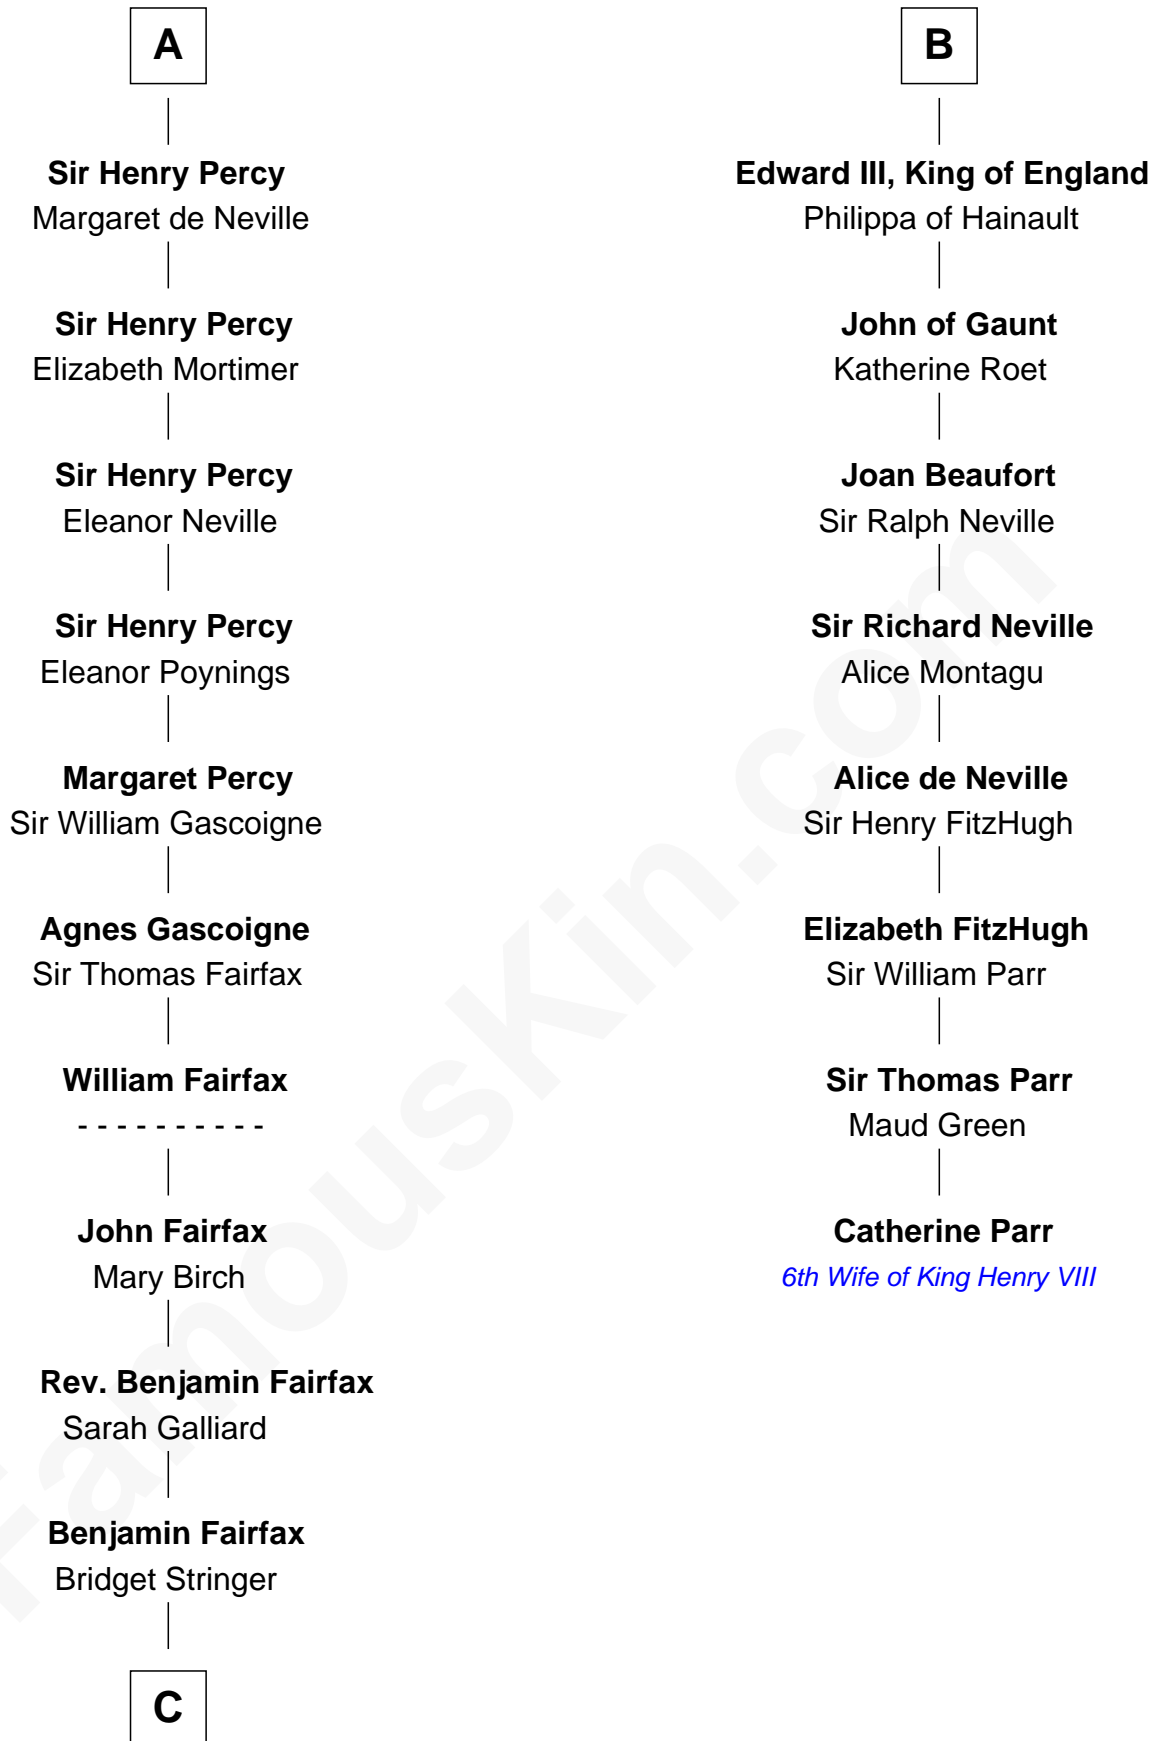 A
Sir Henry Percy
Margaret de Neville
Sir Henry Percy
Elizabeth Mortimer
Sir Henry Percy
Eleanor Neville
Sir Henry Percy
Eleanor Poynings
Margaret Percy
Sir William Gascoigne
Agnes Gascoigne
Sir Thomas Fairfax
William Fairfax
- - - - - - - - - -
John Fairfax
Mary Birch
Rev. Benjamin Fairfax
Sarah Galliard
Benjamin Fairfax
Bridget Stringer
C
B
Edward III, King of England
Philippa of Hainault
John of Gaunt
Katherine Roet
Joan Beaufort
Sir Ralph Neville
Sir Richard Neville
Alice Montagu
Alice de Neville
Sir Henry FitzHugh
Elizabeth FitzHugh
Sir William Parr
Sir Thomas Parr
Maud Green
Catherine Parr
6th Wife of King Henry VIII
FamousKin.com